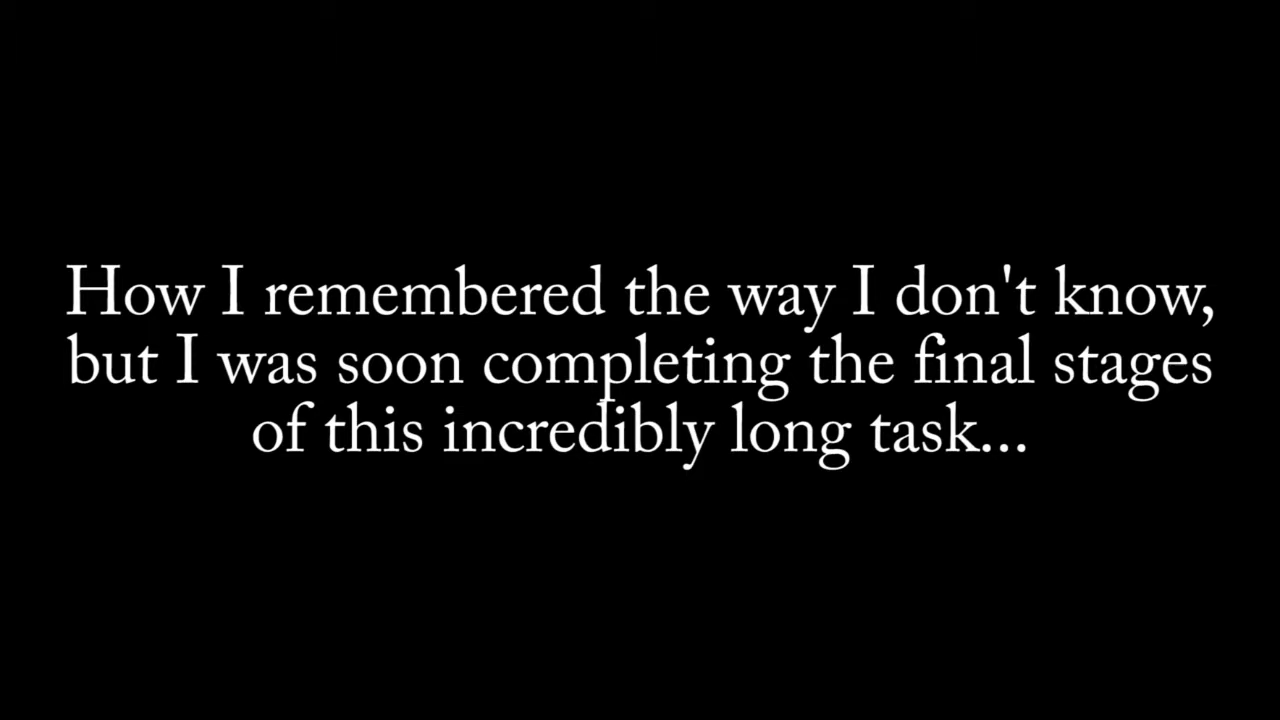 How I remembered the way I don't know,
but I was soon completing the final stages
of this incredibly long task...